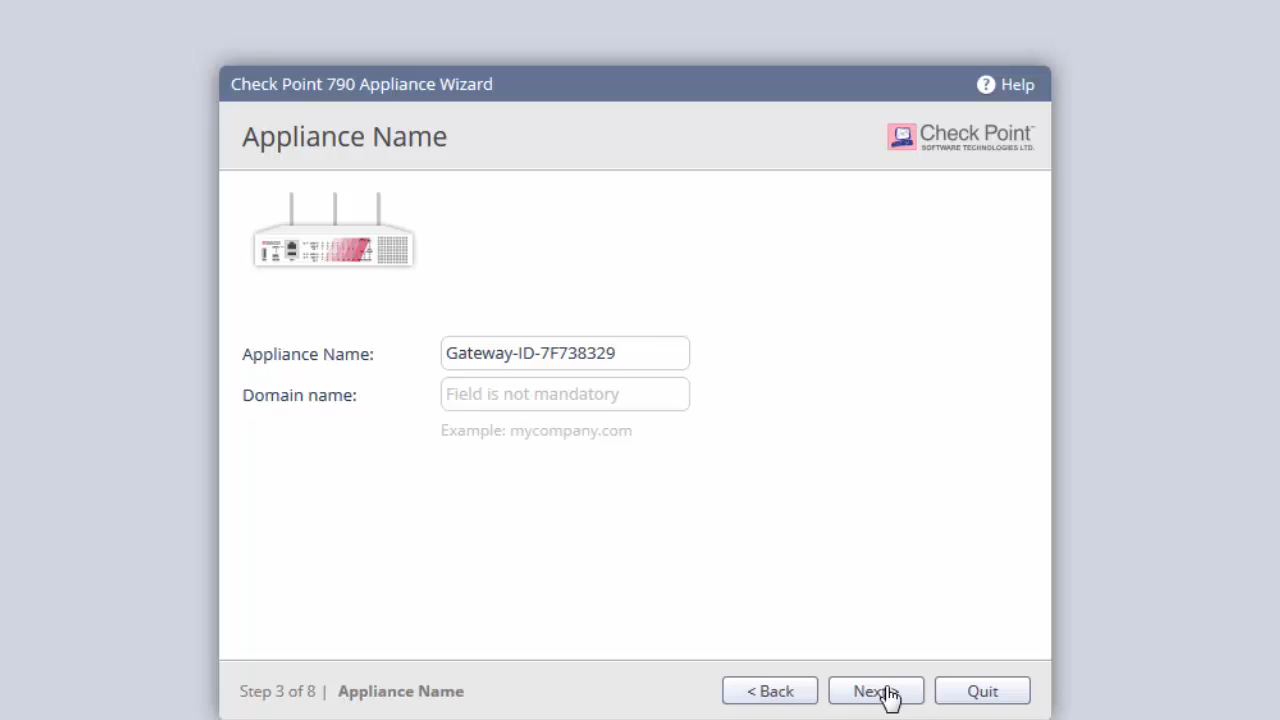 Check Point 790 Appliance Wizard
? Help
Appliance Name
Check Point
SOFTWARE TECHNOLOGIES LTD.
Appliance Name: Gateway-ID-7F738329
Domain name: Field is not mandatory
Example: mycompany.com
Step 3 of 8 | Appliance Name
< Back
Quit